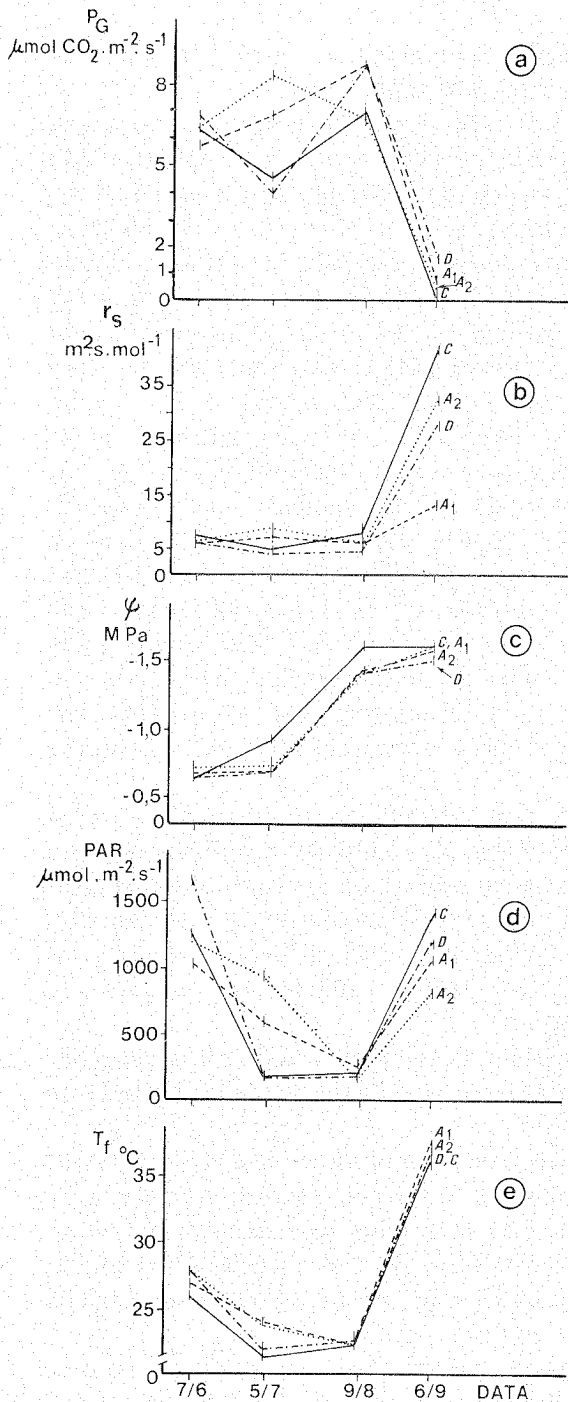 P_G
μmol CO₂.m⁻².s⁻¹
a
8
5
2
1
0
D
A₁
A₂
C
r_s
m²s.mol⁻¹
b
35
25
15
5
0
C
A₂
D
A₁
ψ
M Pa
c
-1,5
-1,0
-0,5
0
C, A₁
A₂
D
PAR
μmol.m⁻².s⁻¹
d
1500
1000
500
0
C
D
A₁
A₂
T_f °C
e
35
30
25
0
A₁
A₂
D, C
7/6 5/7 9/8 6/9 DATA